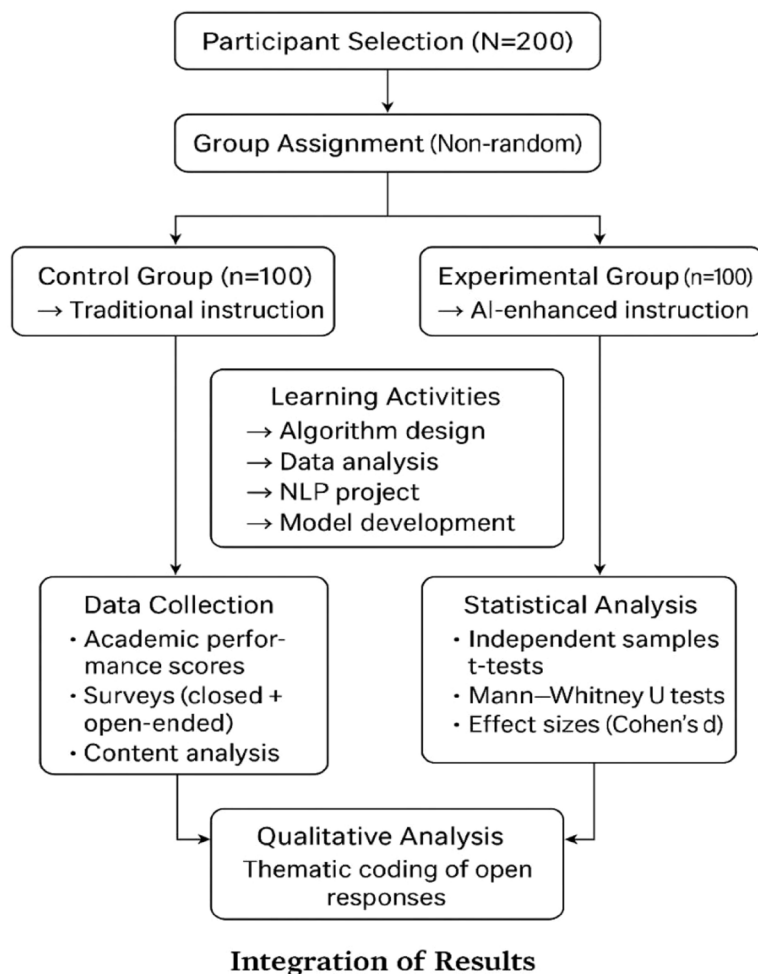 Participant Selection (N=200)
Group Assignment (Non-random)
Control Group (n=100)
→ Traditional instruction
Experimental Group (n=100)
→ AI-enhanced instruction
Learning Activities
→ Algorithm design
→ Data analysis
→ NLP project
→ Model development
Data Collection
· Academic perfor-
mance scores
· Surveys (closed +
open-ended)
· Content analysis
Statistical Analysis
· Independent samples
t-tests
· Mann—Whitney U tests
· Effect sizes (Cohen's d)
Qualitative Analysis
Thematic coding of open
responses
Integration of Results